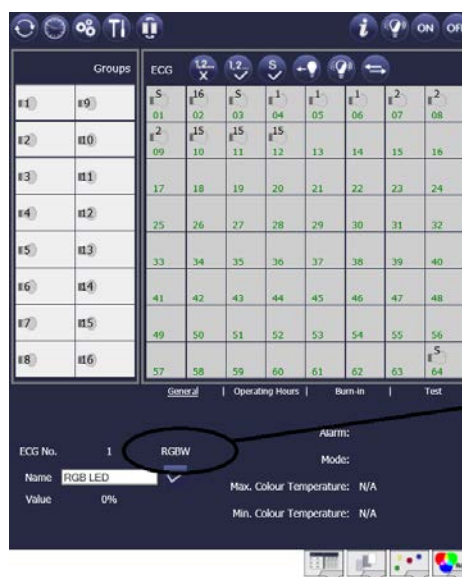 i ON OFF
Groups ECG 1,2... X 1,2... S
1 9 S 01 16 02 S 03 1 04 1 05 1 06 2 07 2 08
2 10 2 09 15 10 15 11 15 12 13 14 15 16
3 11 17 18 19 20 21 22 23 24
4 12 25 26 27 28 29 30 31 32
5 13 33 34 35 36 37 38 39 40
6 14 41 42 43 44 45 46 47 48
7 15 49 50 51 52 53 54 55 56
8 16 57 58 59 60 61 62 63 S 64
General | Operating Hours | Burn-in | Test
Alarm:
ECG No. 1 RGBW
Mode:
Name RGB LED
Max. Colour Temperature: N/A
Value 0%
Min. Colour Temperature: N/A